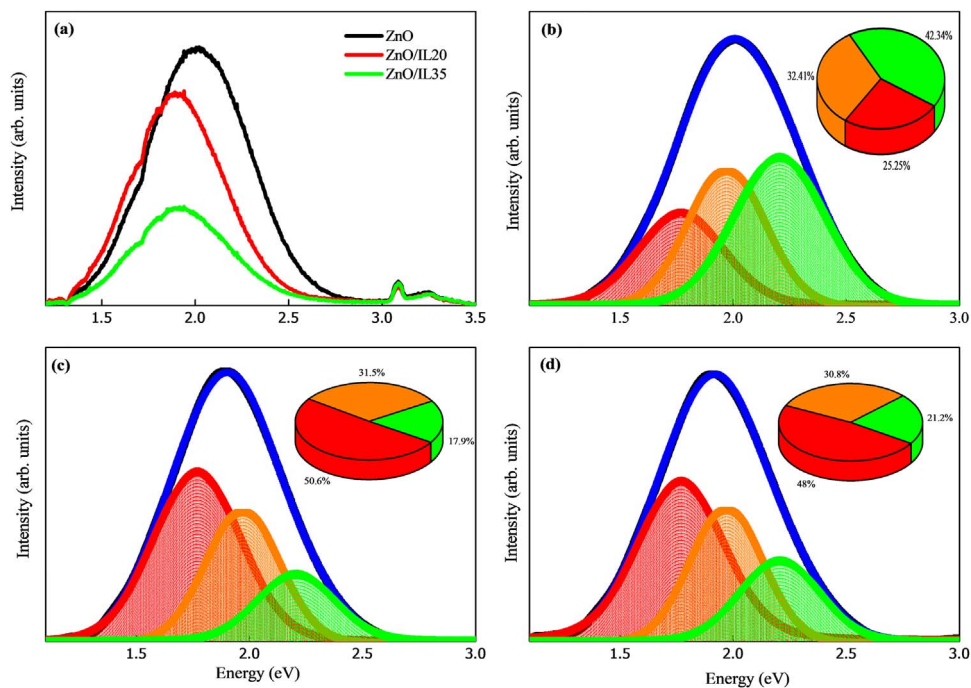 (a)
ZnO
ZnO/IL20
ZnO/IL35
Intensity (arb. units)
1.5 2.0 2.5 3.0 3.5
(b)
42.34%
32.41%
25.25%
Intensity (arb. units)
1.5 2.0 2.5 3.0
(c)
31.5%
17.9%
50.6%
Intensity (arb. units)
1.5 2.0 2.5 3.0
Energy (eV)
(d)
30.8%
21.2%
48%
Intensity (arb. units)
1.5 2.0 2.5 3.0
Energy (eV)